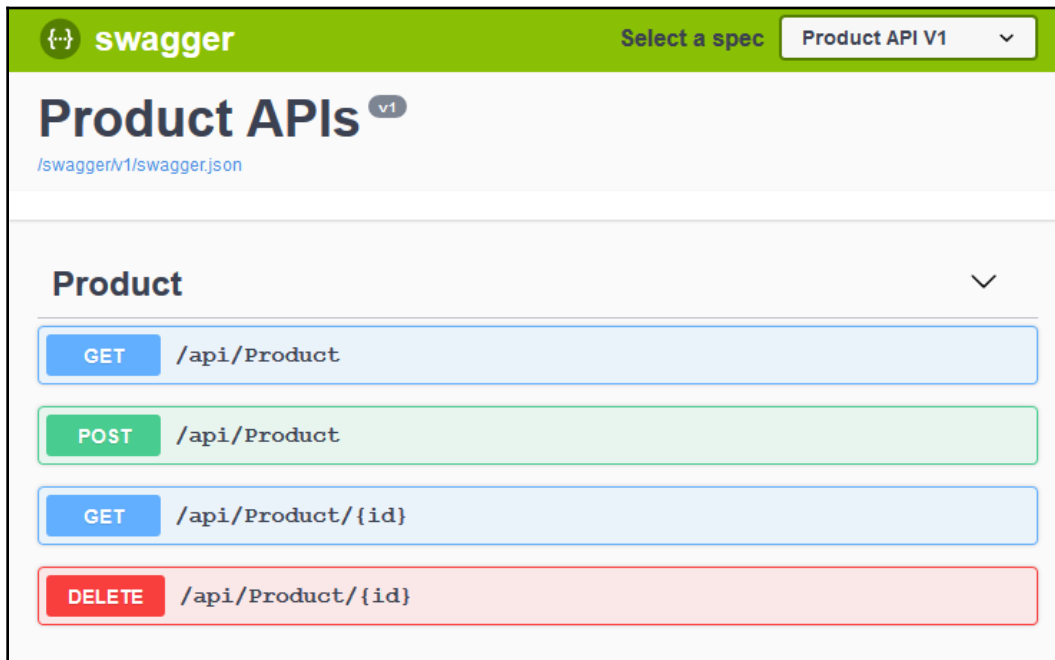 {···} swagger Select a spec Product API V1
Product APIs v1
/swagger/v1/swagger.json
Product
GET /api/Product
POST /api/Product
GET /api/Product/{id}
DELETE /api/Product/{id}